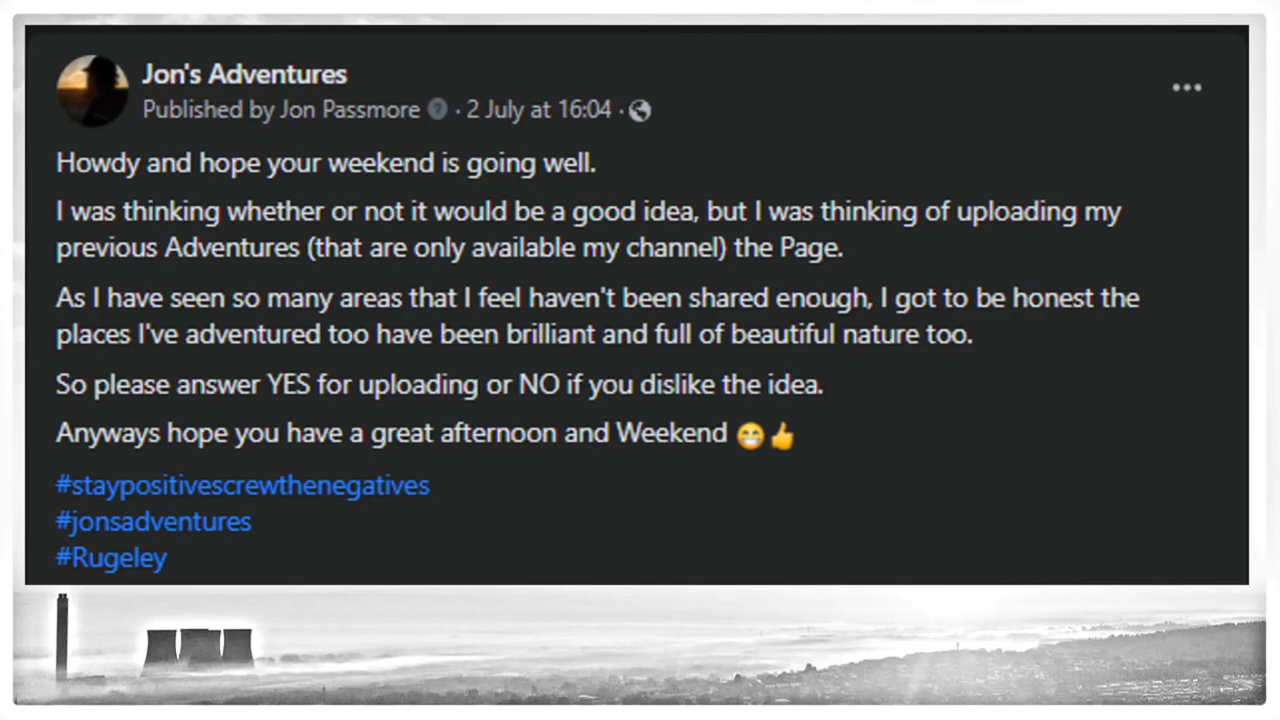 Jon's Adventures
Published by Jon Passmore · 2 July at 16:04 ·
Howdy and hope your weekend is going well.
I was thinking whether or not it would be a good idea, but I was thinking of uploading my
previous Adventures (that are only available my channel) the Page.
As I have seen so many areas that I feel haven't been shared enough, I got to be honest the
places I've adventured too have been brilliant and full of beautiful nature too.
So please answer YES for uploading or NO if you dislike the idea.
Anyways hope you have a great afternoon and Weekend 😁👍
#staypositivescrewthenegatives
#jonsadventures
#Rugeley